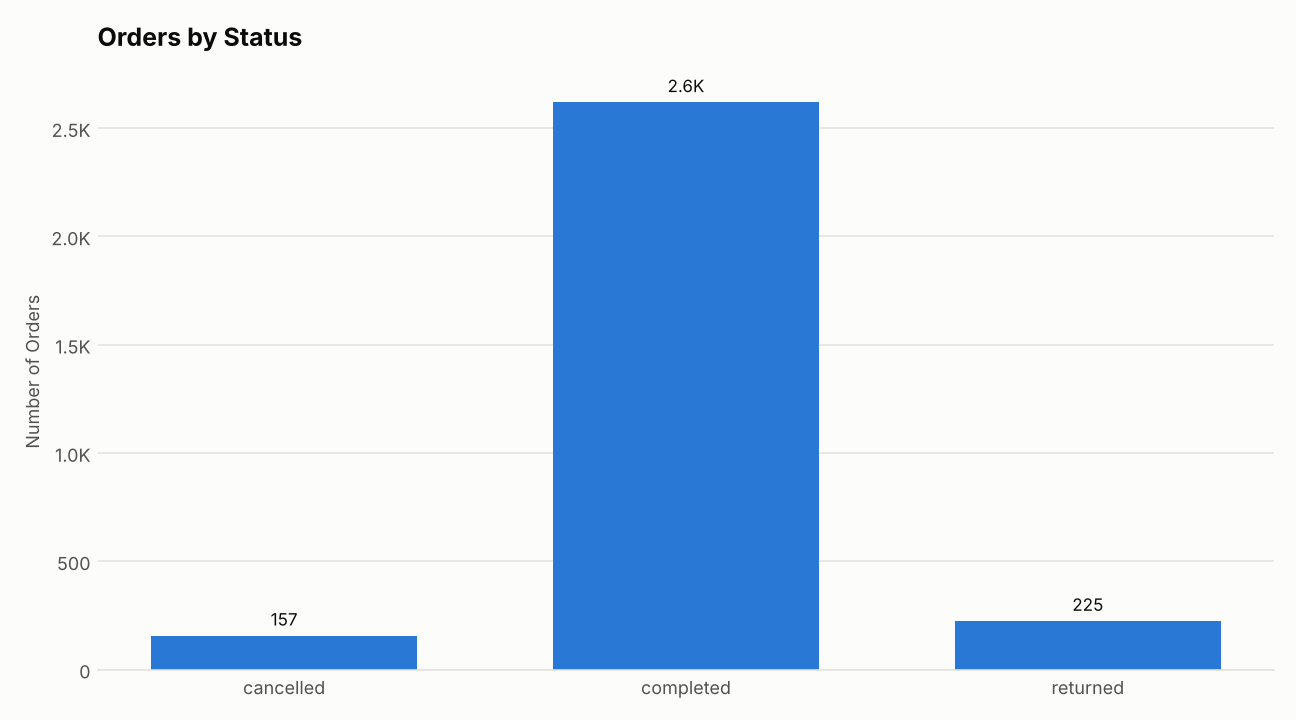 Orders by Status
Number of Orders
2.5K
2.0K
1.5K
1.0K
500
0
157
2.6K
225
cancelled
completed
returned